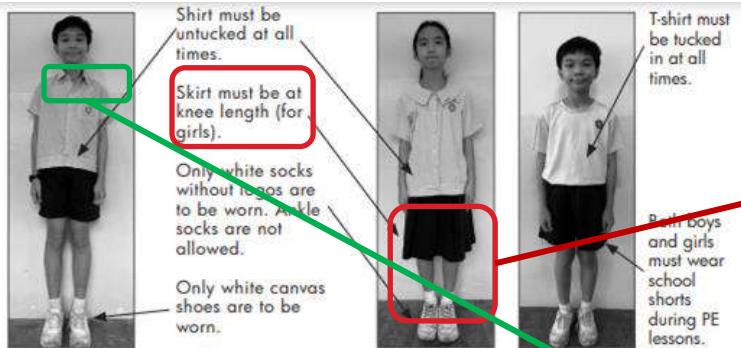 Shirt must be
untucked at all
times.
Skirt must be at
knee length (for
girls).
Only white socks
without logos are
to be worn. Ankle
socks are not
allowed.
Only white canvas
shoes are to be
worn.
T-shirt must
be tucked
in at all
times.
Both boys
and girls
must wear
school
shorts
during PE
lessons.